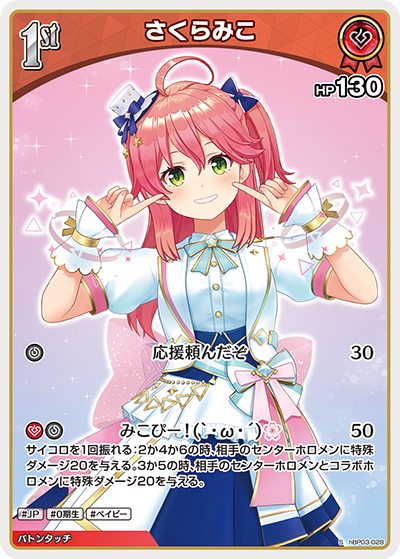 1st
さくらみこ
HP130
応援頼んだぞ 30
みこぴー!(`･ω･´)🌸 50
サイコロを1回振れる:2か4か6の時、相手のセンターホロメンに特殊
ダメージ20を与える。3か5の時、相手のセンターホロメンとコラボホ
ロメンに特殊ダメージ20を与える。
#JP #0期生 #ベイビー
S hBP03-028
バトンタッチ